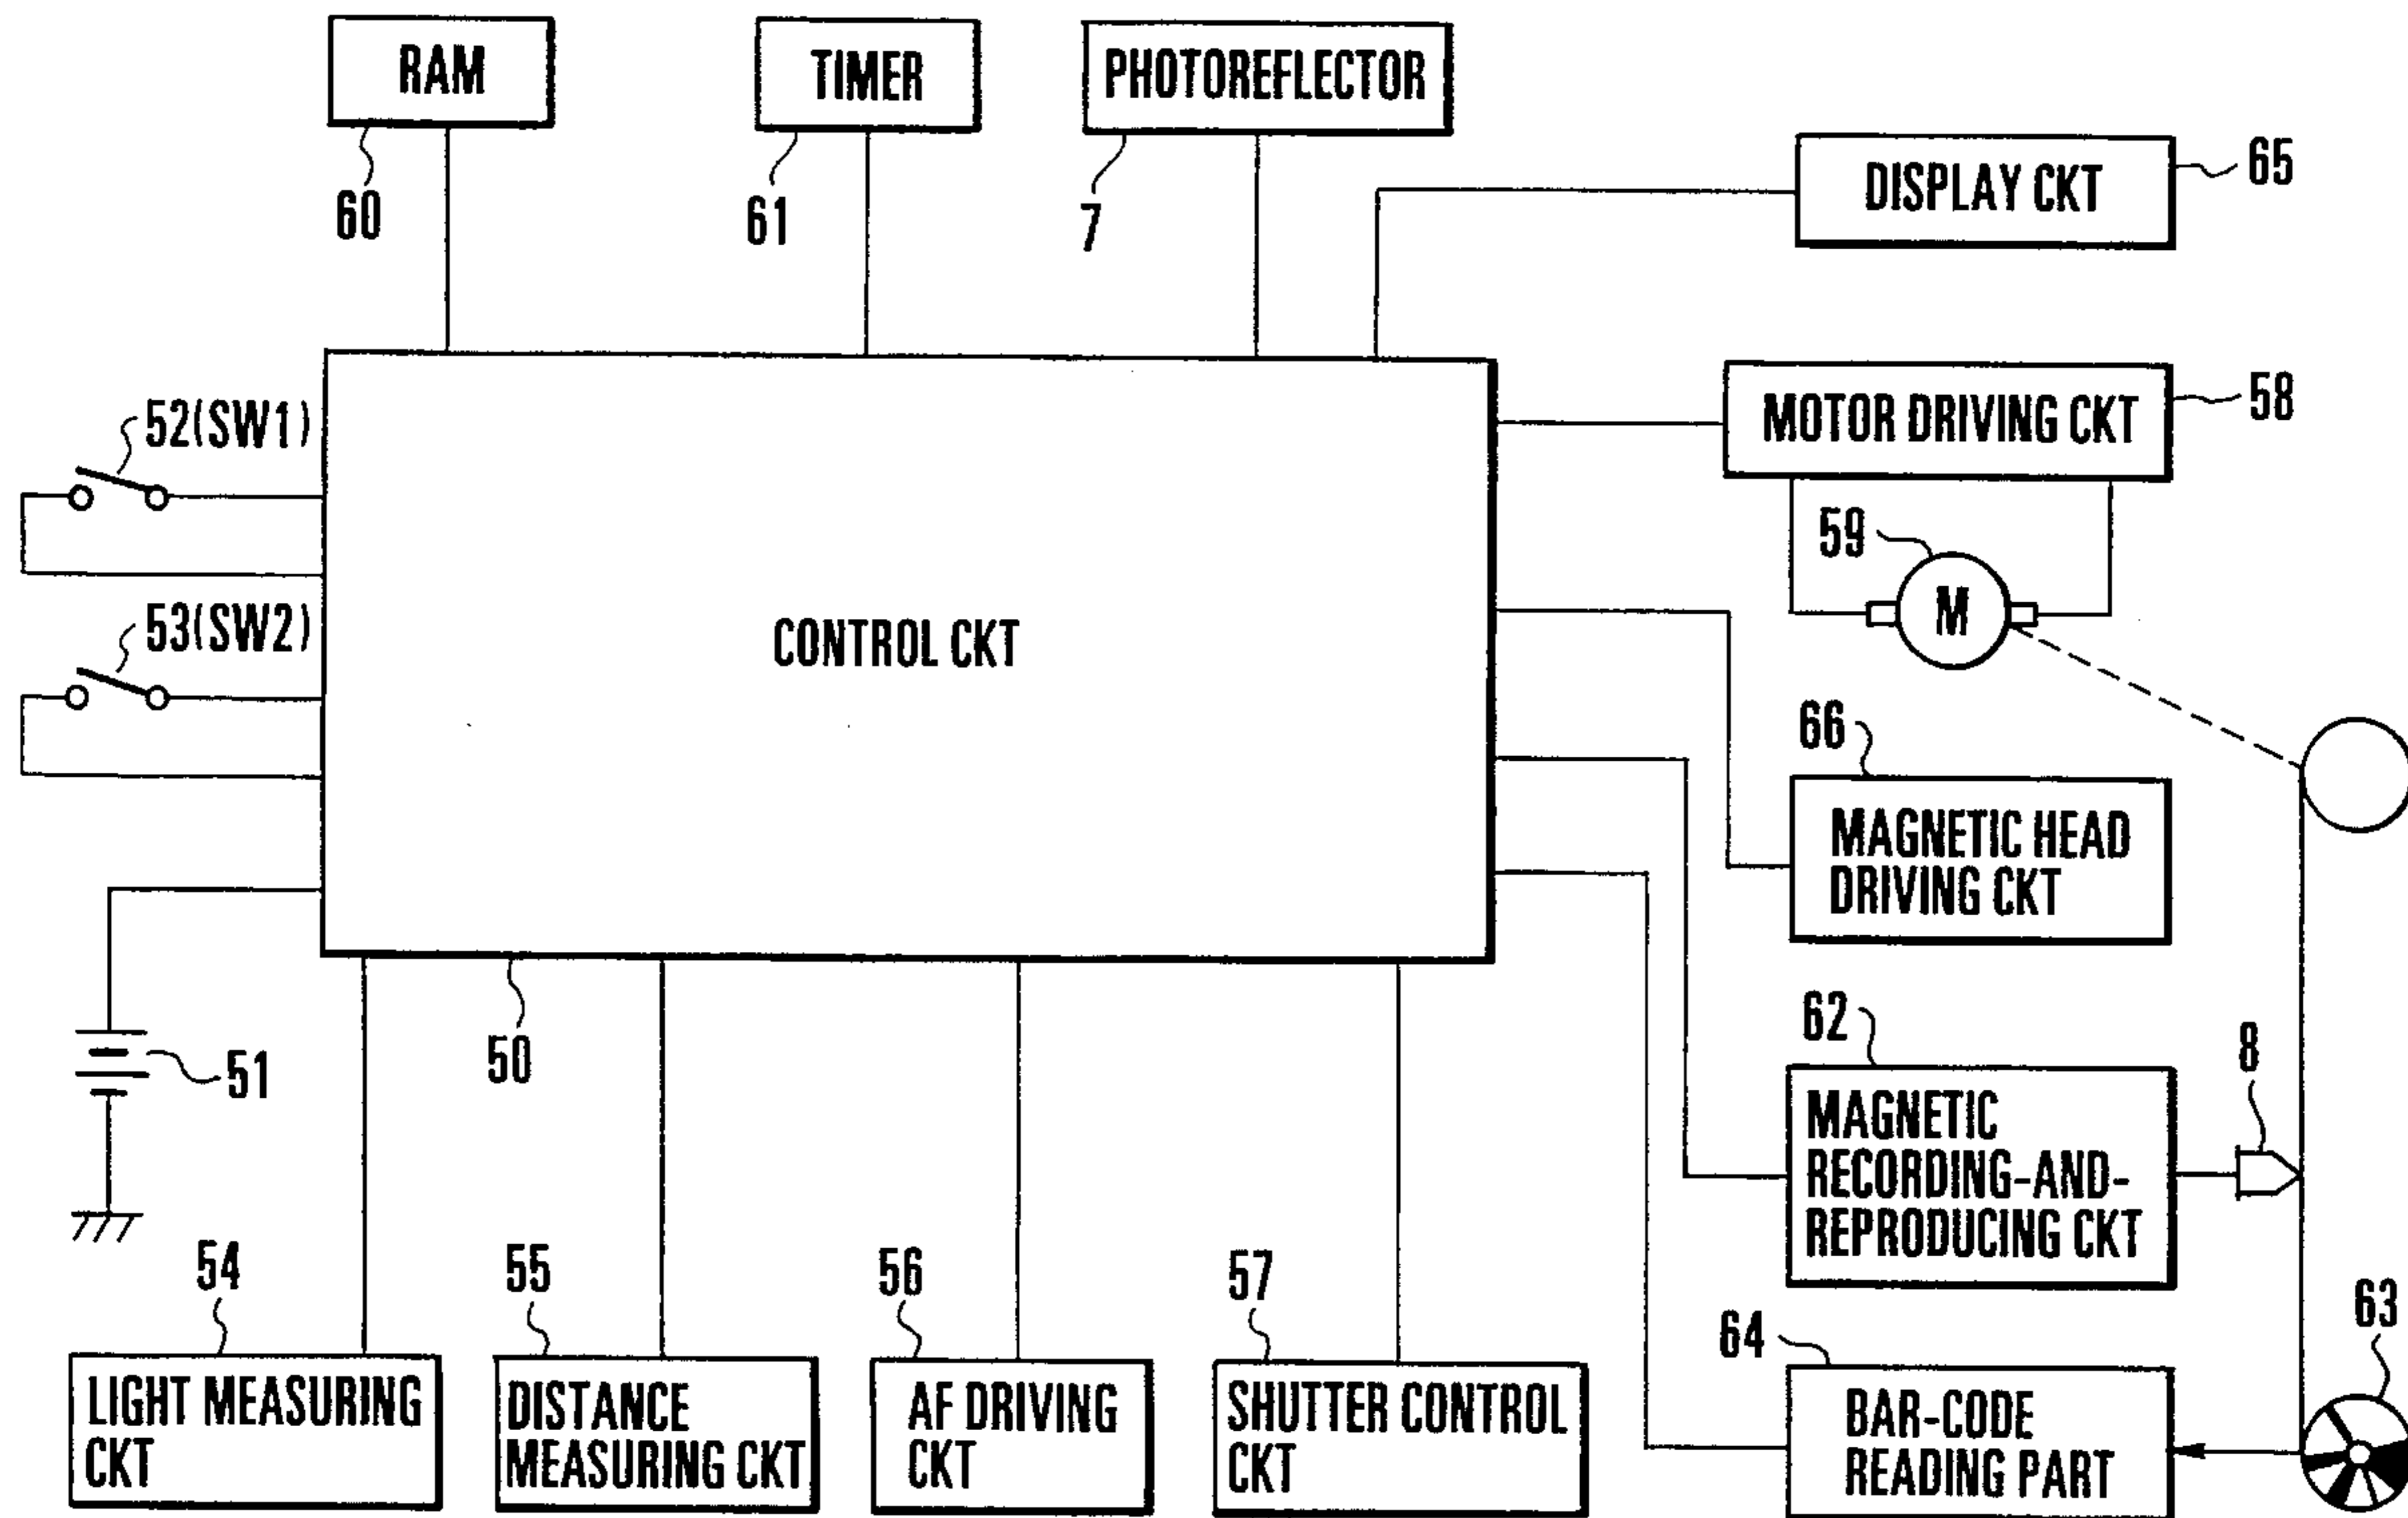 RAM
TIMER
PHOTOREFLECTOR
60
61
7
DISPLAY CKT
65
52(SW1)
MOTOR DRIVING CKT
58
59
M
53(SW2)
CONTROL CKT
66
MAGNETIC HEAD
DRIVING CKT
51
50
62
8
MAGNETIC
RECORDING-AND-
REPRODUCING CKT
54
55
56
57
64
63
LIGHT MEASURING
CKT
DISTANCE
MEASURING CKT
AF DRIVING
CKT
SHUTTER CONTROL
CKT
BAR-CODE
READING PART